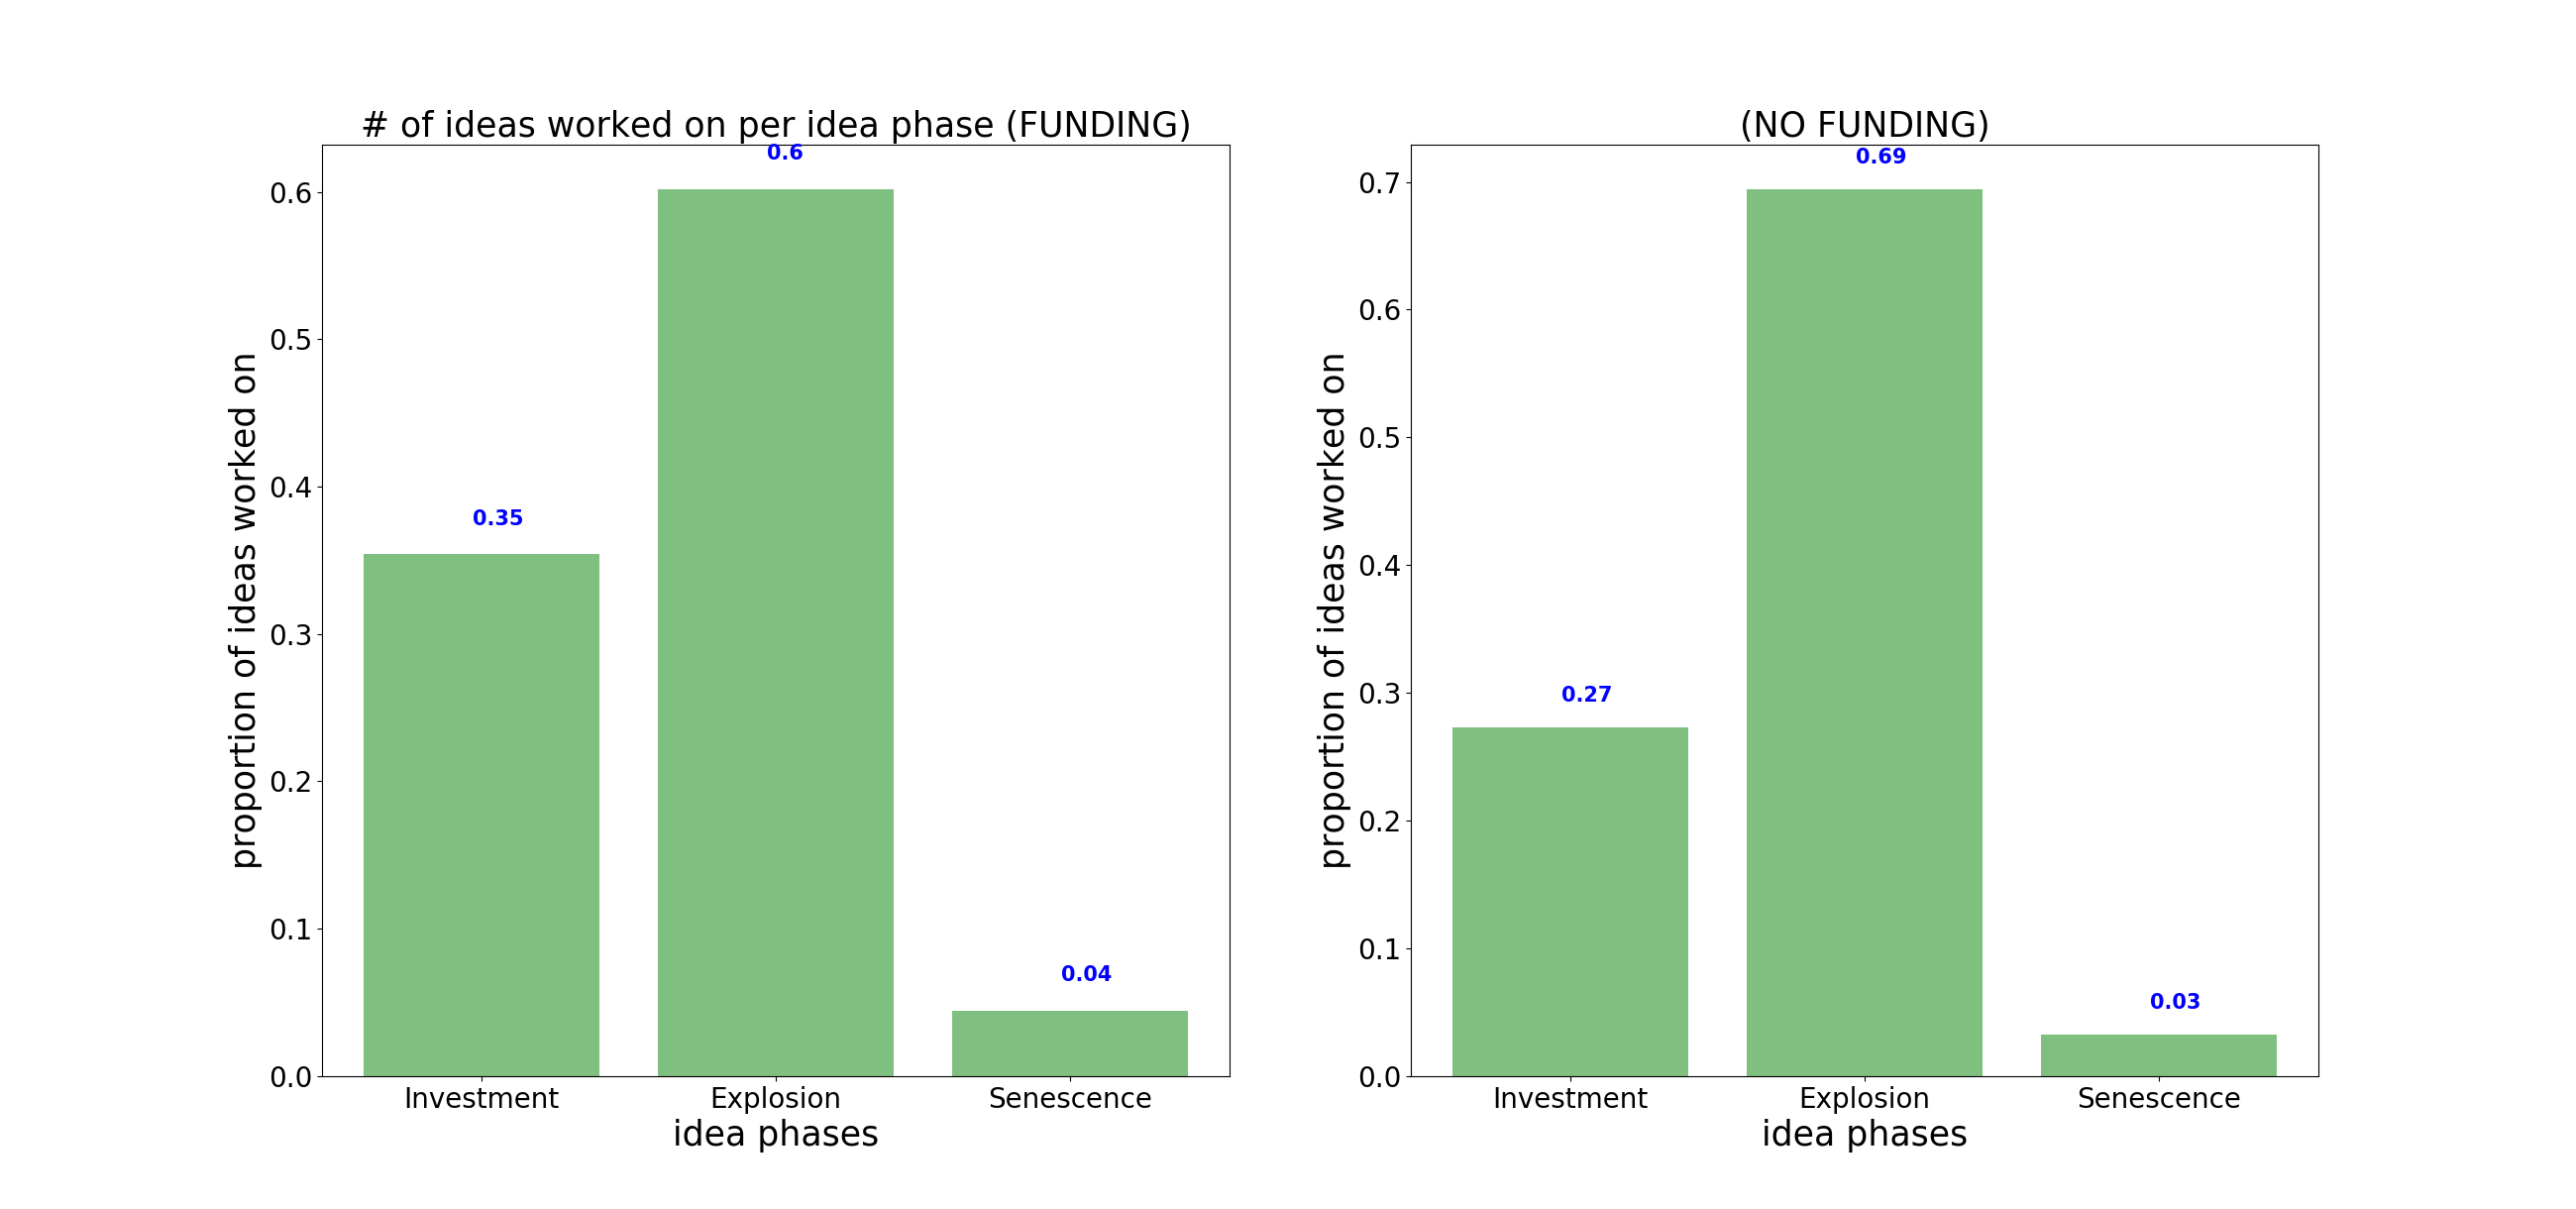 # of ideas worked on per idea phase (FUNDING)
proportion of ideas worked on
0.6
0.5
0.4
0.3
0.2
0.1
0.0
0.35
0.6
0.04
Investment
Explosion
Senescence
idea phases
(NO FUNDING)
proportion of ideas worked on
0.7
0.6
0.5
0.4
0.3
0.2
0.1
0.0
0.27
0.69
0.03
Investment
Explosion
Senescence
idea phases